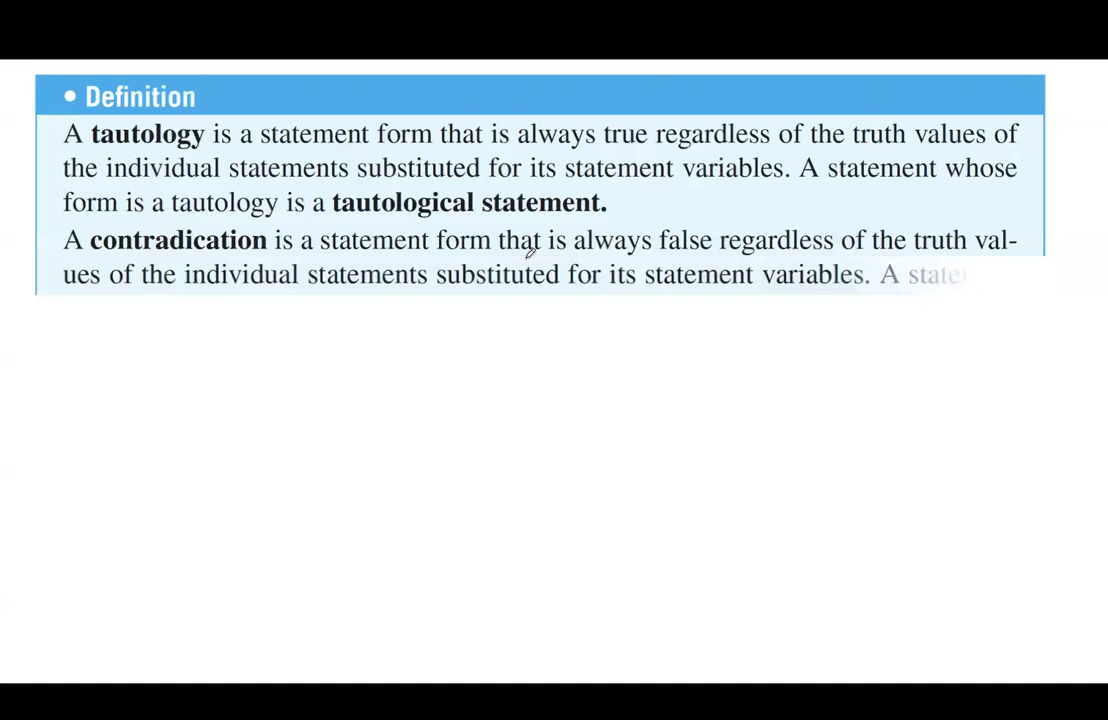 • Definition
A tautology is a statement form that is always true regardless of the truth values of
the individual statements substituted for its statement variables. A statement whose
form is a tautology is a tautological statement.
A contradication is a statement form that is always false regardless of the truth val-
ues of the individual statements substituted for its statement variables. A state